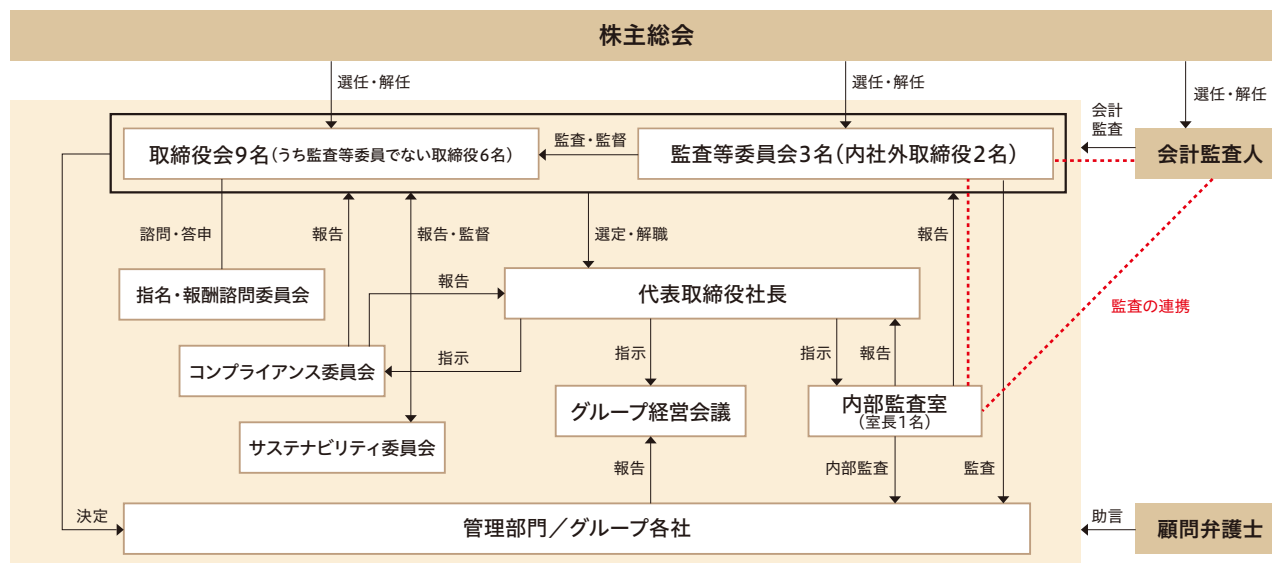 株主総会
選任・解任
選任・解任
選任・解任
会計
監査
取締役会9名(うち監査等委員でない取締役6名)
監査・監督
監査等委員会3名(内社外取締役2名)
会計監査人
諮問・答申
報告
報告・監督
選定・解職
報告
指名・報酬諮問委員会
報告
代表取締役社長
監査の連携
コンプライアンス委員会
指示
指示
指示
報告
グループ経営会議
内部監査室
(室長1名)
サステナビリティ委員会
報告
内部監査
監査
決定
管理部門／グループ各社
助言
顧問弁護士